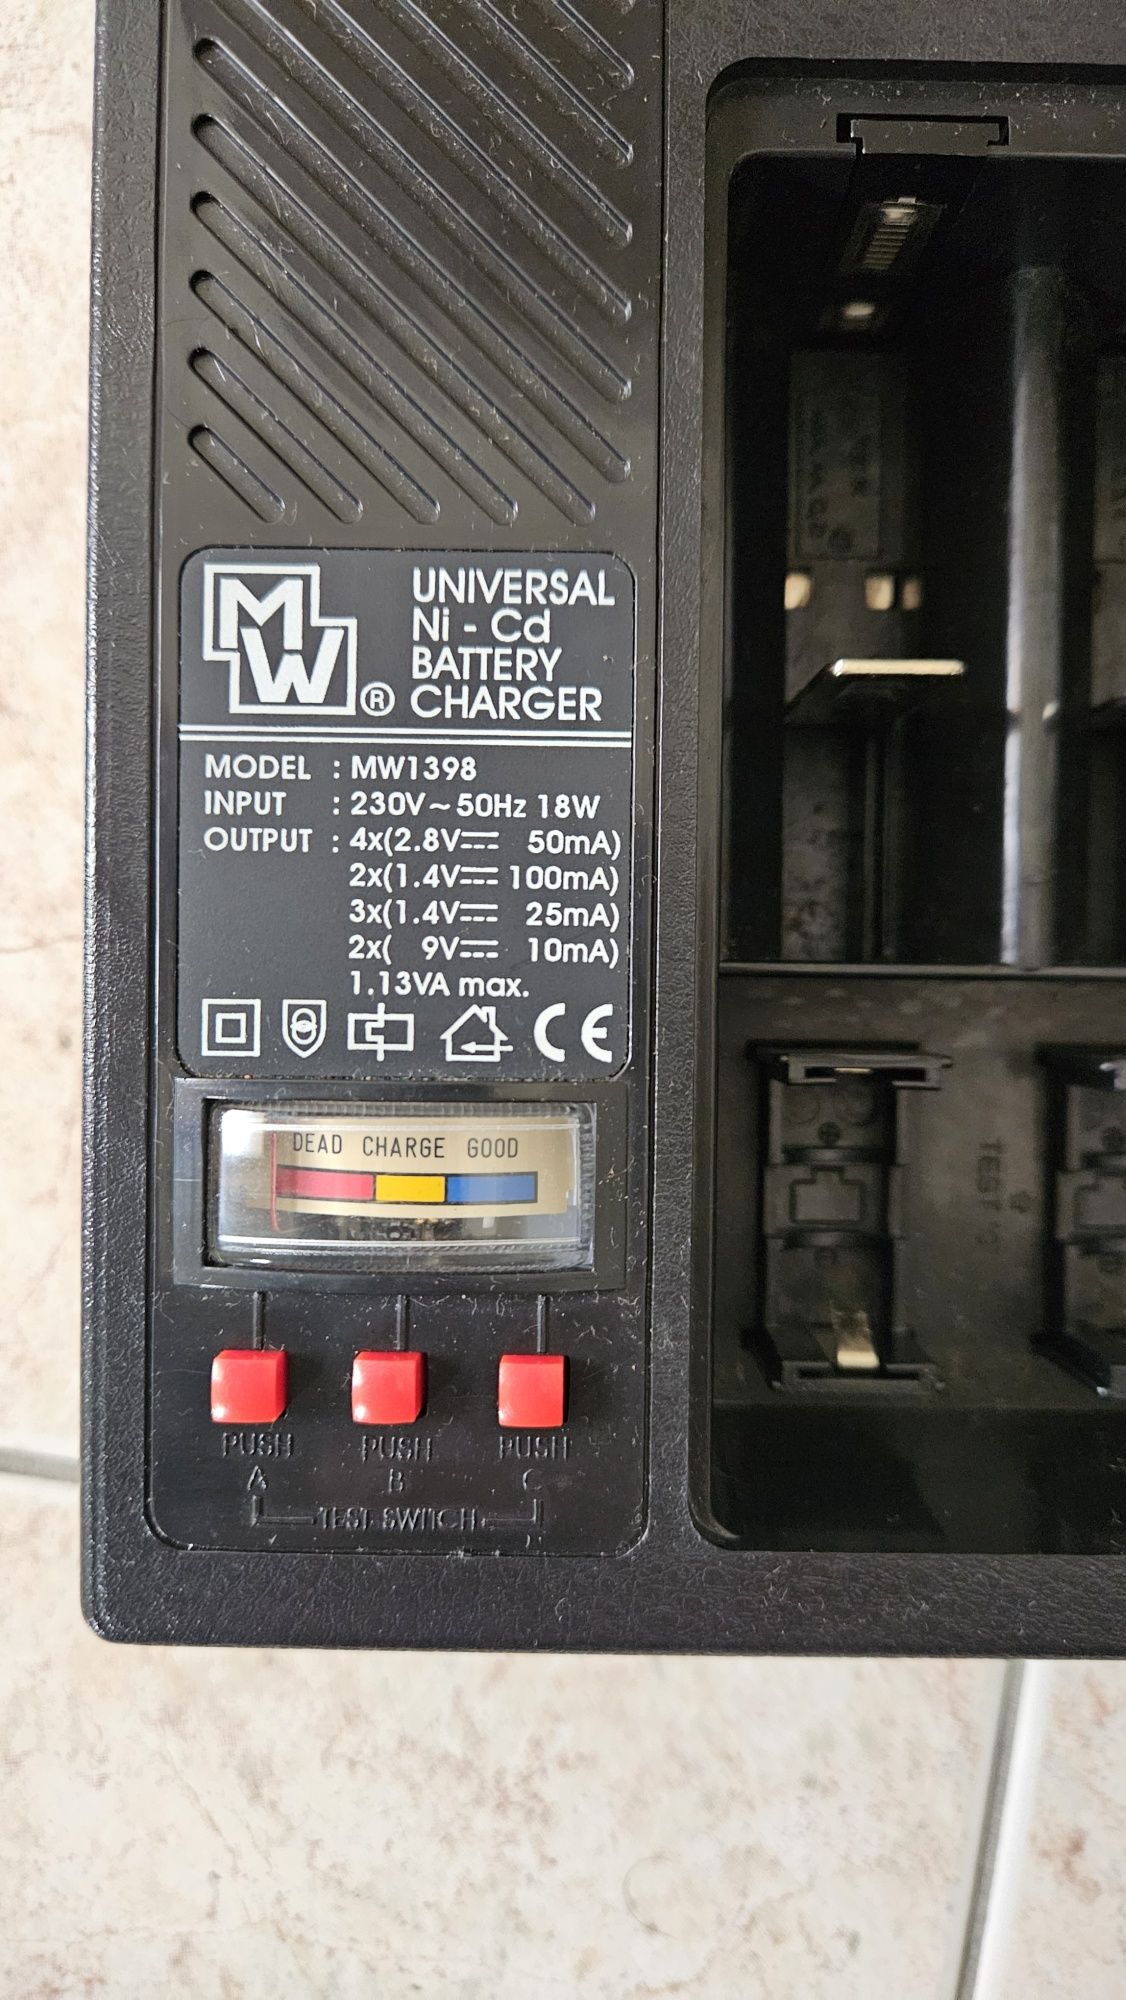 MW® UNIVERSAL
Ni - Cd
BATTERY
CHARGER
MODEL : MW1398
INPUT : 230V~50Hz 18W
OUTPUT : 4x(2.8V⎓ 50mA)
2x(1.4V⎓ 100mA)
3x(1.4V⎓ 25mA)
2x( 9V⎓ 10mA)
1.13VA max.
CE
DEAD CHARGE GOOD
PUSH PUSH PUSH
A B C
TEST SWITCH
TEST